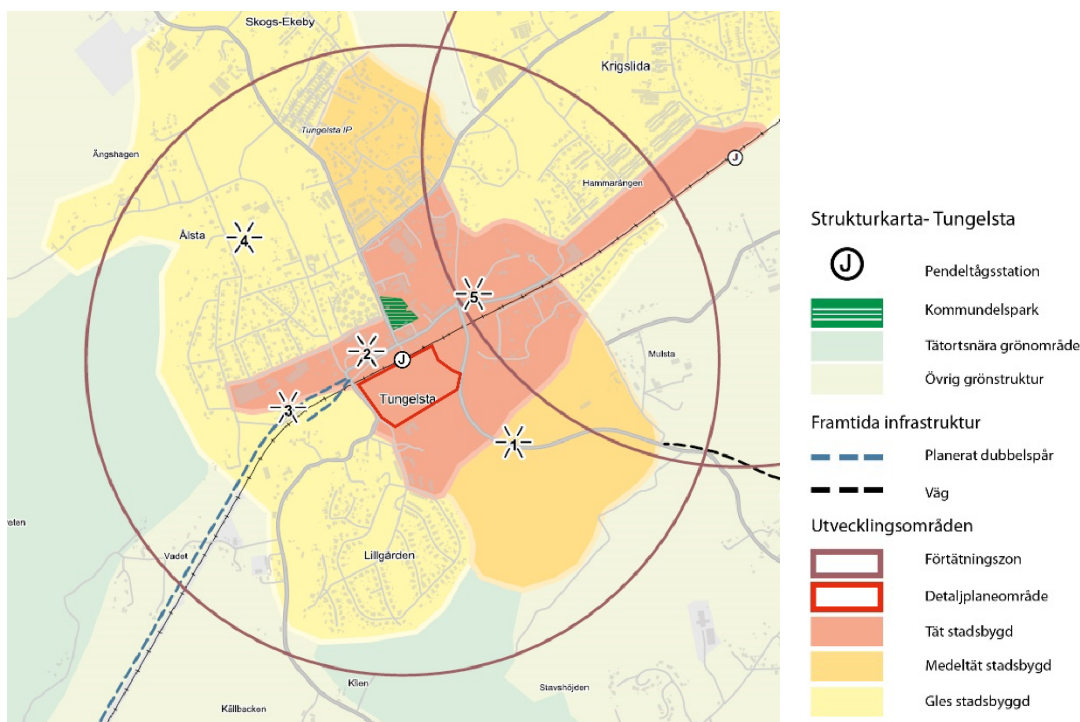 Skogs-Ekeby
Krigslida
Tungelsta IP
J
Ängshagen
Hammarängen
Ålsta
4
5
2
J
Mulsta
Tungelsta
3
1
Lillgården
Vadet
Klien
Stavshöjden
Källbacken
Strukturkarta- Tungelsta
J
Pendeltågsstation
Kommundelspark
Tätortsnära grönområde
Övrig grönstruktur
Framtida infrastruktur
Planerat dubbelspår
Väg
Utvecklingsområden
Förtätningszon
Detaljplaneområde
Tät stadsbygd
Medeltät stadsbygd
Gles stadsbyggd